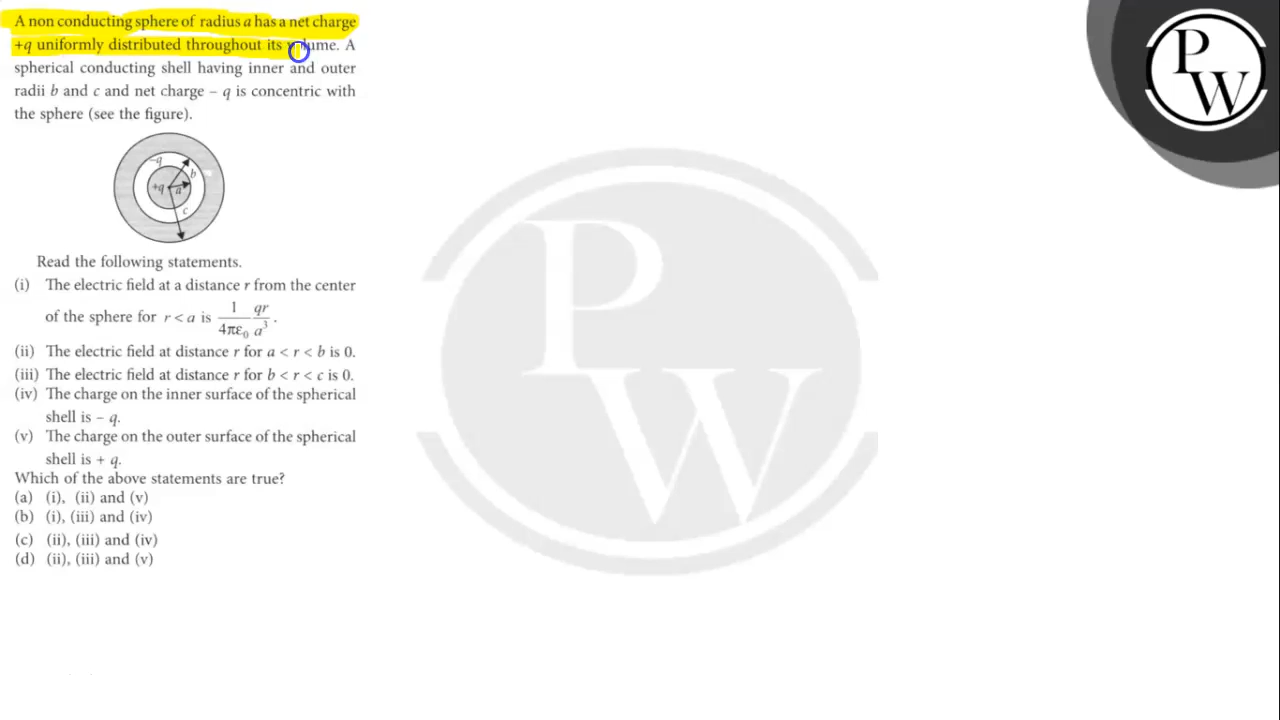 A non conducting sphere of radius a has a net charge
+q uniformly distributed throughout its volume. A
spherical conducting shell having inner and outer
radii b and c and net charge – q is concentric with
the sphere (see the figure).
–q
b
+q
a
c
Read the following statements.
(i) The electric field at a distance r from the center
of the sphere for r < a is 1/4πε₀ qr/a³.
(ii) The electric field at distance r for a < r < b is 0.
(iii) The electric field at distance r for b < r < c is 0.
(iv) The charge on the inner surface of the spherical
shell is – q.
(v) The charge on the outer surface of the spherical
shell is + q.
Which of the above statements are true?
(a) (i), (ii) and (v)
(b) (i), (iii) and (iv)
(c) (ii), (iii) and (iv)
(d) (ii), (iii) and (v)
P
W
P
W